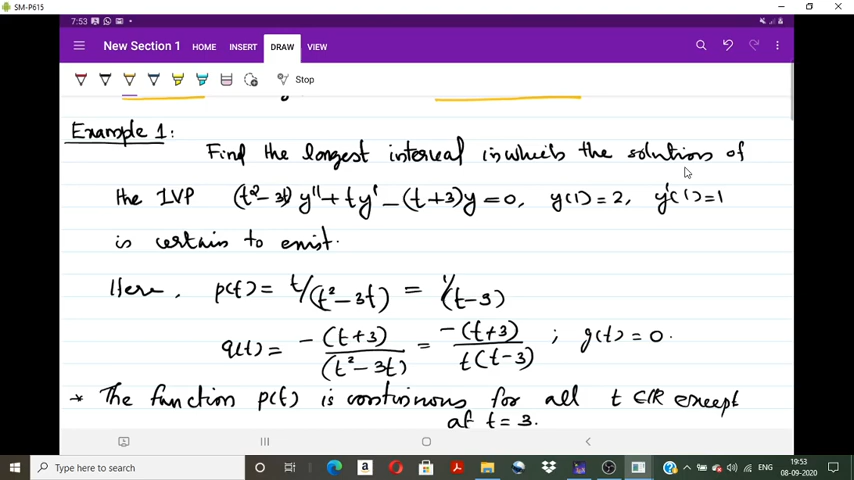 SM-P615
7:53
New Section 1 HOME INSERT DRAW VIEW
Stop
Example 1:
Find the longest interval in which the solutions of
the IVP (t²-3t) y'' + ty' - (t+3)y = 0, y(1) = 2, y'(1) = 1
is certain to exist.
Here, p(t) = t/(t²-3t) = 1/(t-3)
q(t) = -(t+3)/(t²-3t) = -(t+3)/t(t-3) ; g(t) = 0.
* The function p(t) is continuous for all t ∈ IR except
at t = 3.
Type here to search
ENG
19:53
08-09-2020